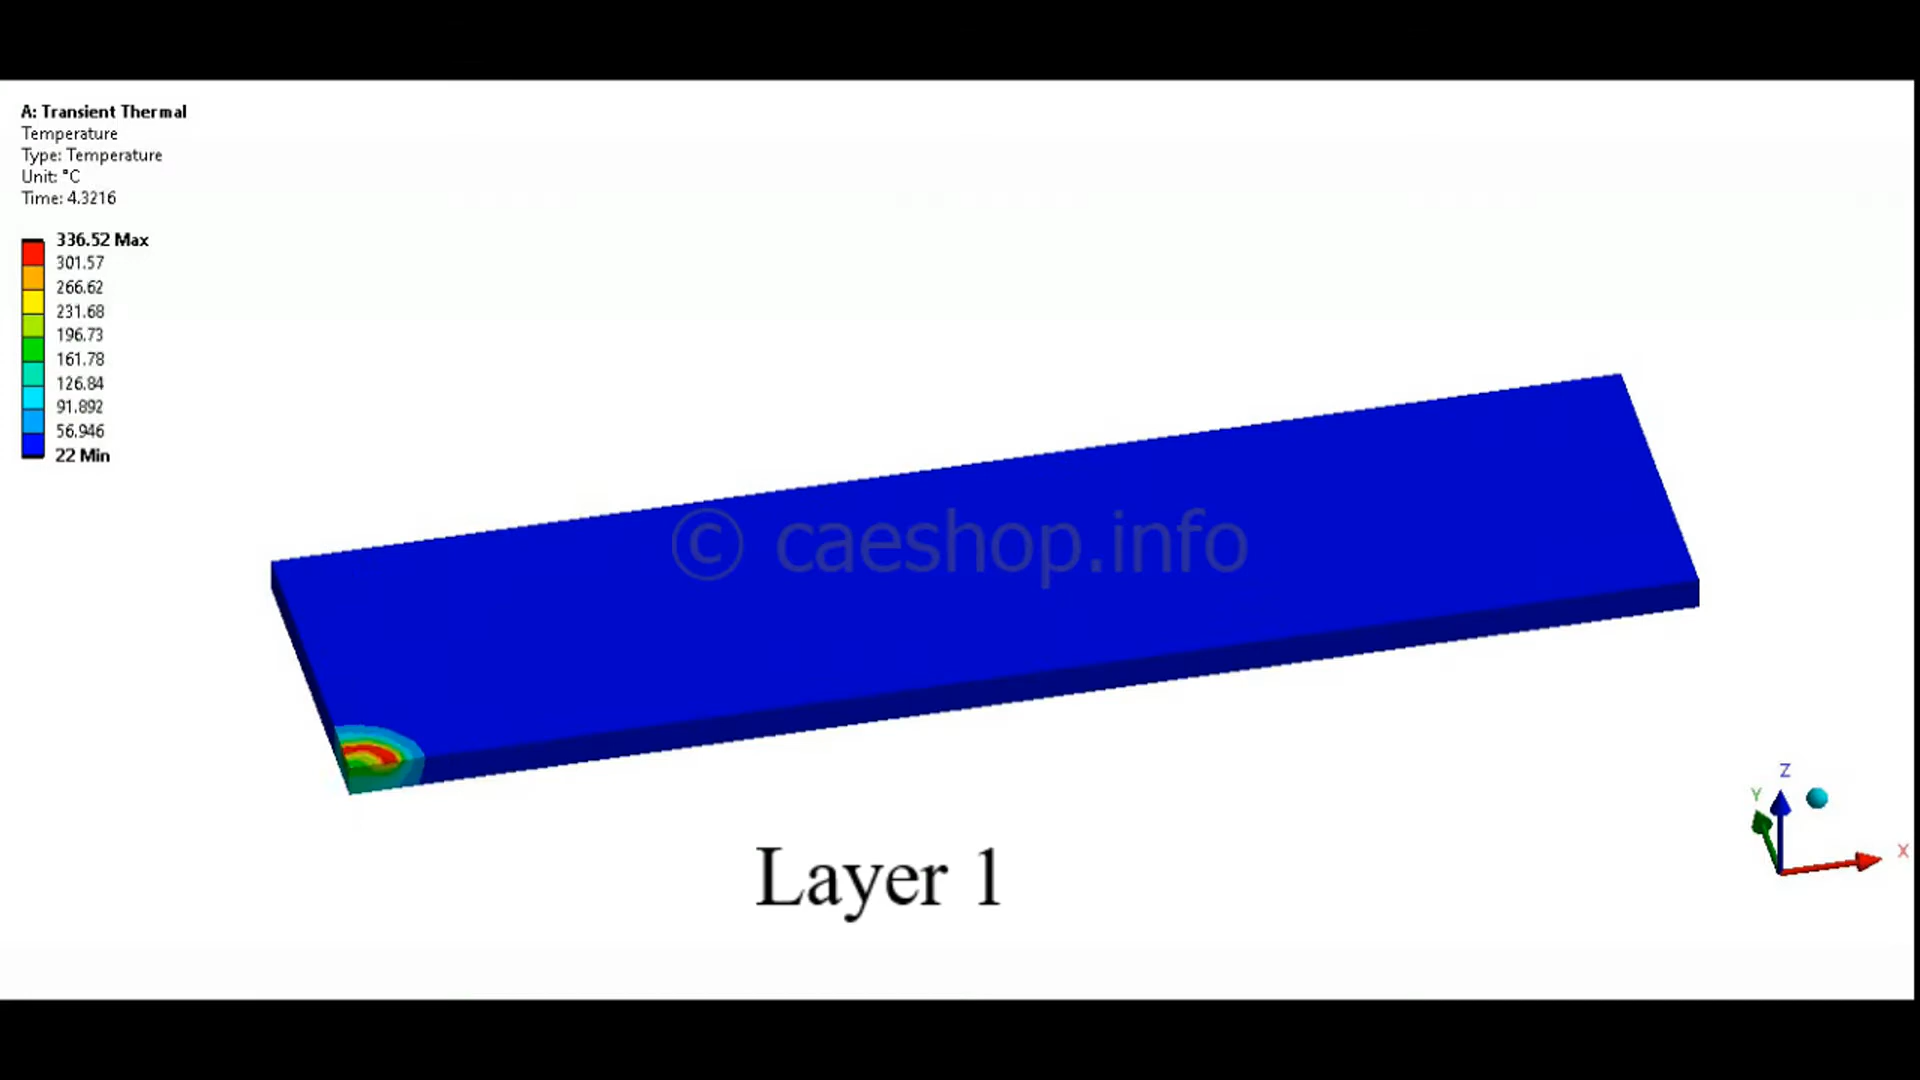 A: Transient Thermal
Temperature
Type: Temperature
Unit: °C
Time: 4.3216
336.52 Max
301.57
266.62
231.68
196.73
161.78
126.84
91.892
56.946
22 Min
© caeshop.info
Z
Y
X
Layer 1